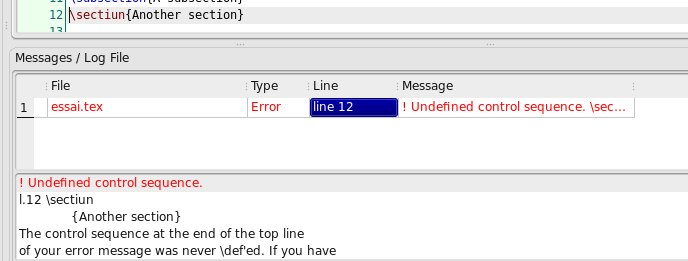 11 \subsection{A subsection}
12 \sectiun{Another section}
13
Messages / Log File
File Type Line Message
1 essai.tex Error line 12 ! Undefined control sequence. \sec...
! Undefined control sequence.
l.12 \sectiun
{Another section}
The control sequence at the end of the top line
of your error message was never \def'ed. If you have